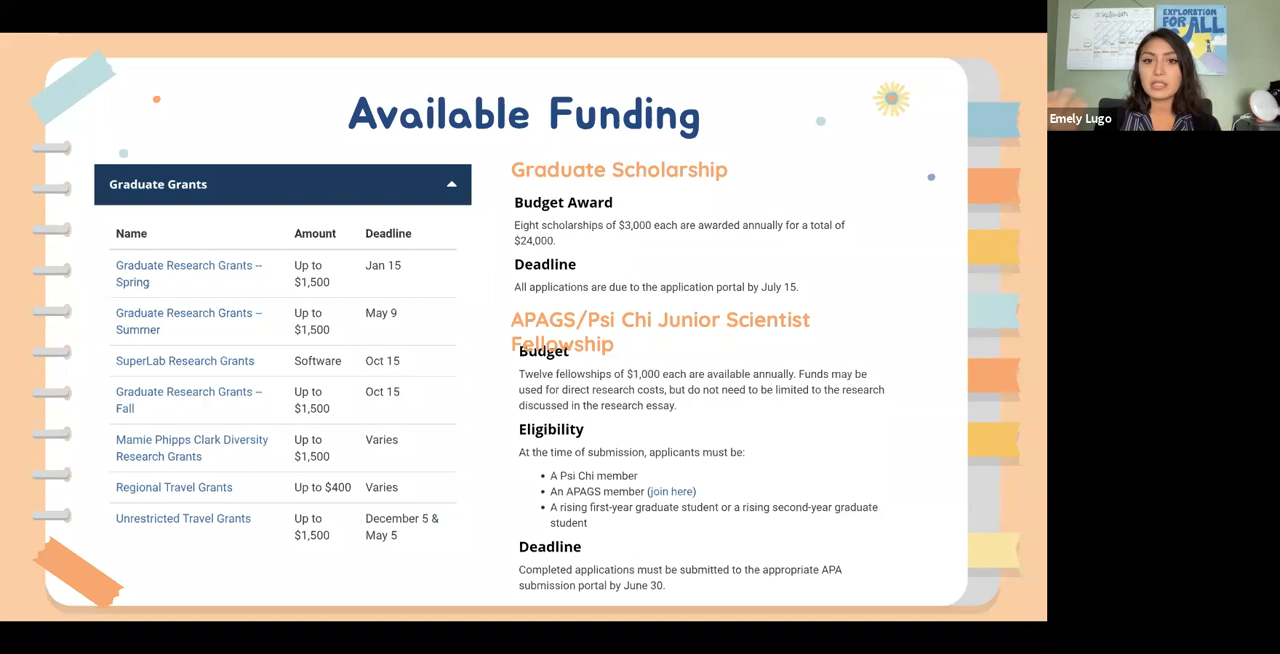 Available Funding
Graduate Grants
Name Amount Deadline
Graduate Research Grants – Spring Up to $1,500 Jan 15
Graduate Research Grants – Summer Up to $1,500 May 9
SuperLab Research Grants Software Oct 15
Graduate Research Grants – Fall Up to $1,500 Oct 15
Mamie Phipps Clark Diversity Research Grants Up to $1,500 Varies
Regional Travel Grants Up to $400 Varies
Unrestricted Travel Grants Up to $1,500 December 5 & May 5
Graduate Scholarship
Budget Award
Eight scholarships of $3,000 each are awarded annually for a total of
$24,000.
Deadline
All applications are due to the application portal by July 15.
APAGS/Psi Chi Junior Scientist
Fellowship
Budget
Twelve fellowships of $1,000 each are available annually. Funds may be
used for direct research costs, but do not need to be limited to the research
discussed in the research essay.
Eligibility
At the time of submission, applicants must be:
• A Psi Chi member
• An APAGS member (join here)
• A rising first-year graduate student or a rising second-year graduate
student
Deadline
Completed applications must be submitted to the appropriate APA
submission portal by June 30.
EXPLORATION
FOR ALL
Emely Lugo